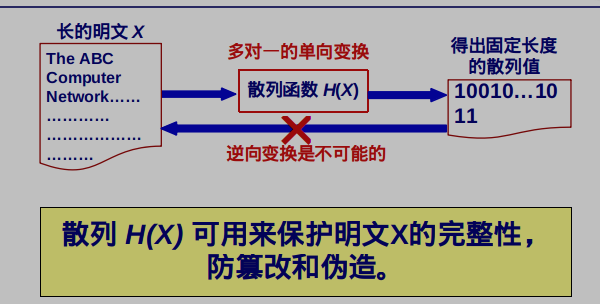 长的明文 X
The ABC
Computer
Network……
…………
………………
………
多对一的单向变换
散列函数 H(X)
逆向变换是不可能的
得出固定长度
的散列值
10010…10
11
散列 H(X) 可用来保护明文X的完整性，
防篡改和伪造。